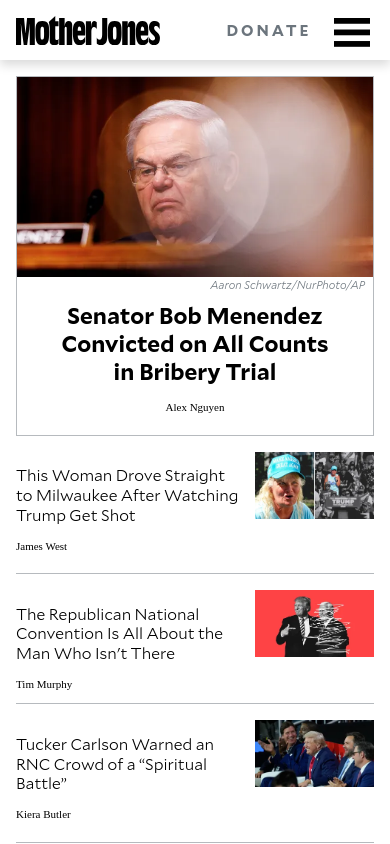 Mother Jones
DONATE
ENDEZ
Aaron Schwartz/NurPhoto/AP
Senator Bob Menendez
Convicted on All Counts
in Bribery Trial
Alex Nguyen
This Woman Drove Straight
to Milwaukee After Watching
Trump Get Shot
James West
TRUMP
The Republican National
Convention Is All About the
Man Who Isn't There
Tim Murphy
Tucker Carlson Warned an
RNC Crowd of a “Spiritual
Battle”
Kiera Butler